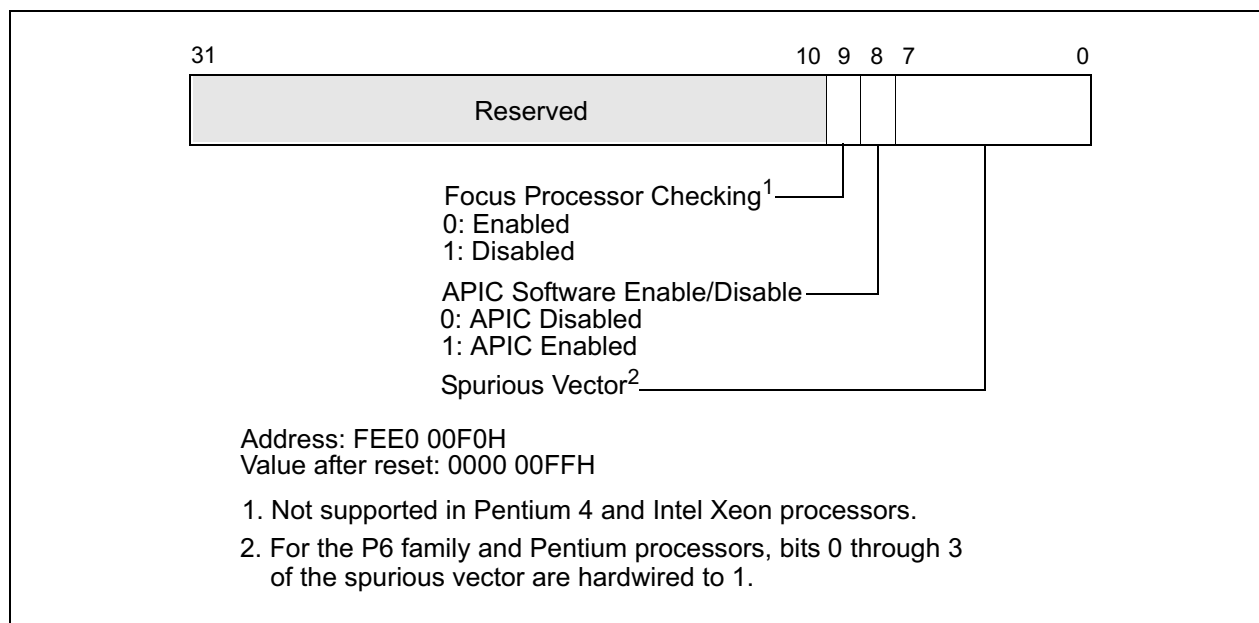 31 10 9 8 7 0
Reserved
Focus Processor Checking1
0: Enabled
1: Disabled
APIC Software Enable/Disable
0: APIC Disabled
1: APIC Enabled
Spurious Vector2
Address: FEE0 00F0H
Value after reset: 0000 00FFH
1. Not supported in Pentium 4 and Intel Xeon processors.
2. For the P6 family and Pentium processors, bits 0 through 3
of the spurious vector are hardwired to 1.